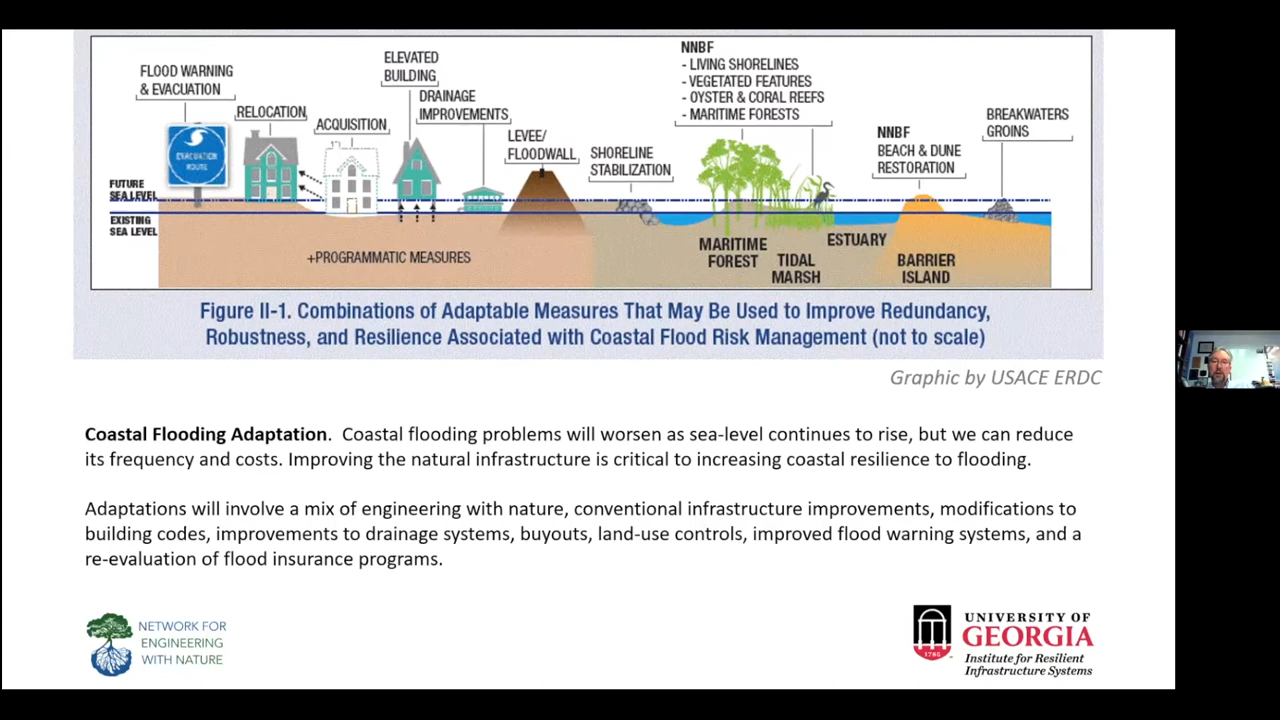 FLOOD WARNING
& EVACUATION
RELOCATION
ACQUISITION
ELEVATED
BUILDING
DRAINAGE
IMPROVEMENTS
LEVEE/
FLOODWALL
SHORELINE
STABILIZATION
NNBF
- LIVING SHORELINES
- VEGETATED FEATURES
- OYSTER & CORAL REEFS
- MARITIME FORESTS
NNBF
BEACH & DUNE
RESTORATION
BREAKWATERS
GROINS
EVACUATION
ROUTE
FUTURE
SEA LEVEL
EXISTING
SEA LEVEL
+PROGRAMMATIC MEASURES
MARITIME
FOREST
TIDAL
MARSH
ESTUARY
BARRIER
ISLAND
Figure II-1. Combinations of Adaptable Measures That May Be Used to Improve Redundancy,
Robustness, and Resilience Associated with Coastal Flood Risk Management (not to scale)
Graphic by USACE ERDC
Coastal Flooding Adaptation. Coastal flooding problems will worsen as sea-level continues to rise, but we can reduce
its frequency and costs. Improving the natural infrastructure is critical to increasing coastal resilience to flooding.
Adaptations will involve a mix of engineering with nature, conventional infrastructure improvements, modifications to
building codes, improvements to drainage systems, buyouts, land-use controls, improved flood warning systems, and a
re-evaluation of flood insurance programs.
NETWORK FOR
ENGINEERING
WITH NATURE
1785
UNIVERSITY OF
GEORGIA
Institute for Resilient
Infrastructure Systems